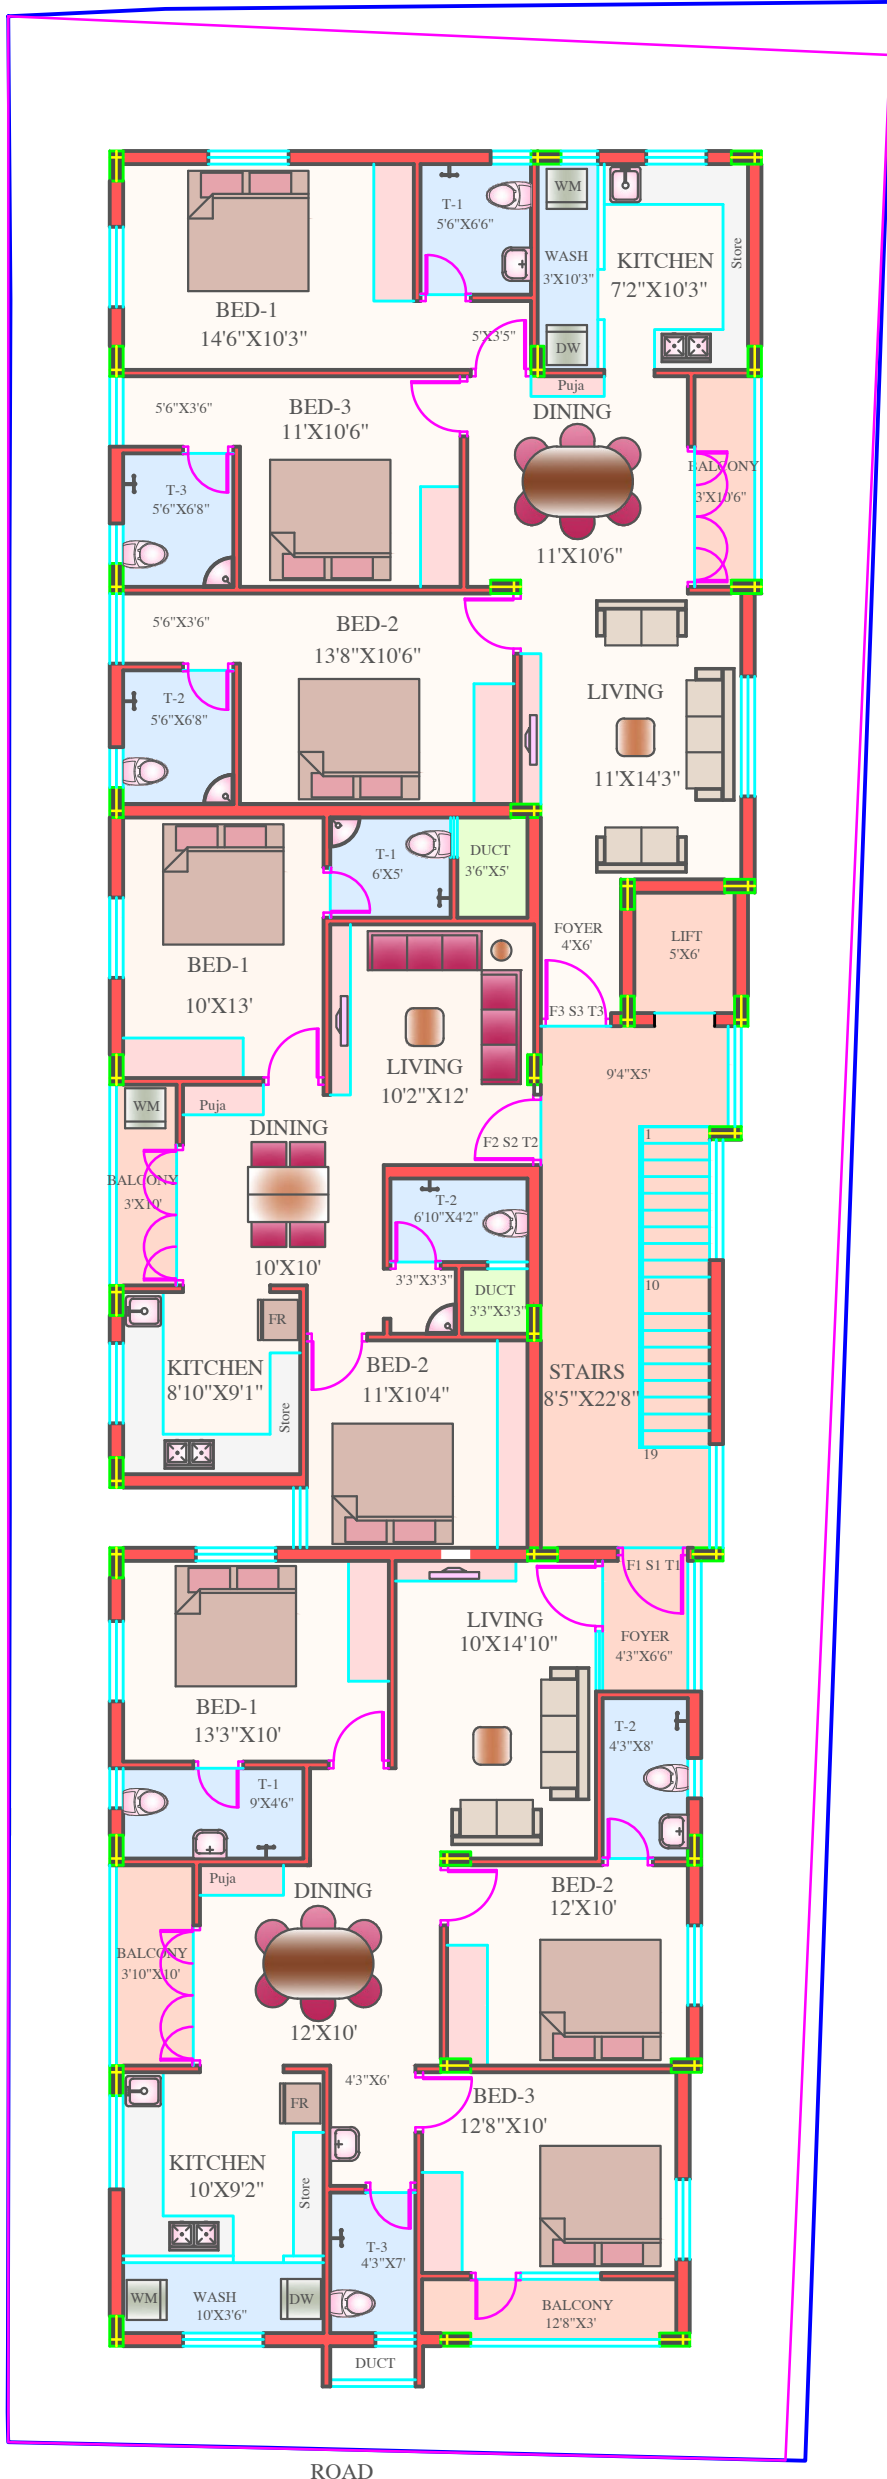 T-1
5'6"X6'6"
WM
WASH
3'X10'3"
KITCHEN
7'2"X10'3"
Store
BED-1
14'6"X10'3"
5'X3'5"
DW
Puja
5'6"X3'6"
BED-3
11'X10'6"
DINING
BALCONY
3'X10'6"
T-3
5'6"X6'8"
11'X10'6"
5'6"X3'6"
BED-2
13'8"X10'6"
T-2
5'6"X6'8"
LIVING
11'X14'3"
T-1
6'X5'
DUCT
3'6"X5'
BED-1
10'X13'
FOYER
4'X6'
LIFT
5'X6'
F3 S3 T3
LIVING
10'2"X12'
9'4"X5'
WM
Puja
DINING
F2 S2 T2
1
BALCONY
3'X10'
T-2
6'10"X4'2"
10'X10'
3'3"X3'3"
DUCT
3'3"X3'3"
10
FR
KITCHEN
8'10"X9'1"
Store
BED-2
11'X10'4"
STAIRS
8'5"X22'8"
19
F1 S1 T1
LIVING
10'X14'10"
FOYER
4'3"X6'6"
BED-1
13'3"X10'
T-2
4'3"X8'
T-1
9'X4'6"
Puja
DINING
BED-2
12'X10'
BALCONY
3'10"X10'
12'X10'
4'3"X6'
FR
BED-3
12'8"X10'
KITCHEN
10'X9'2"
Store
T-3
4'3"X7'
WM
WASH
10'X3'6"
DW
BALCONY
12'8"X3'
DUCT
ROAD